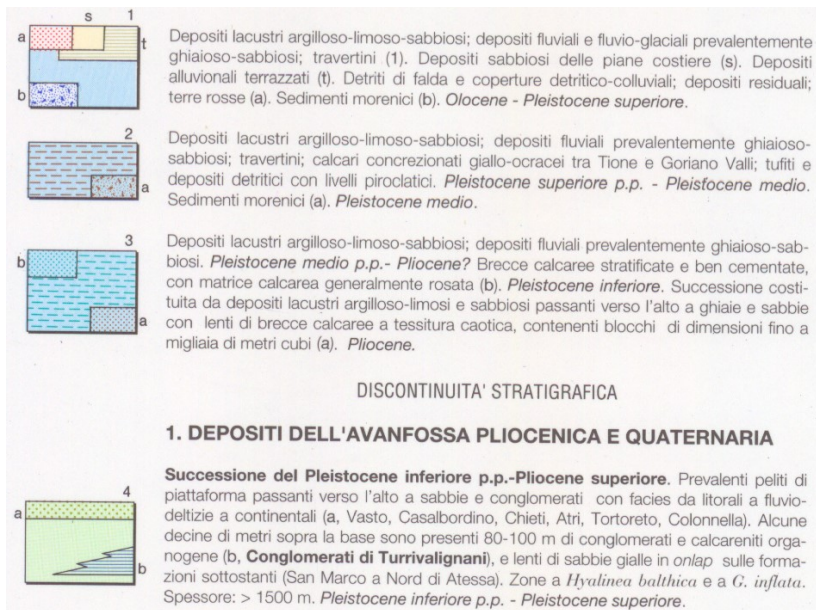 s 1
a t b
Depositi lacustri argilloso-limoso-sabbiosi; depositi fluviali e fluvio-glaciali prevalentemente
ghiaioso-sabbiosi; travertini (1). Depositi sabbiosi delle piane costiere (s). Depositi
alluvionali terrazzati (t). Detriti di falda e coperture detritico-colluviali; depositi residuali;
terre rosse (a). Sedimenti morenici (b). Olocene - Pleistocene superiore.
2
a
Depositi lacustri argilloso-limoso-sabbiosi; depositi fluviali prevalentemente ghiaioso-
sabbiosi; travertini; calcari concrezionati giallo-ocracei tra Tione e Goriano Valli; tufiti e
depositi detritici con livelli piroclatici. Pleistocene superiore p.p. - Pleistocene medio.
Sedimenti morenici (a). Pleistocene medio.
3
b a
Depositi lacustri argilloso-limoso-sabbiosi; depositi fluviali prevalentemente ghiaioso-sab-
biosi. Pleistocene medio p.p.- Pliocene? Brecce calcaree stratificate e ben cementate,
con matrice calcarea generalmente rosata (b). Pleistocene inferiore. Successione costi-
tuita da depositi lacustri argilloso-limosi e sabbiosi passanti verso l'alto a ghiaie e sabbie
con lenti di brecce calcaree a tessitura caotica, contenenti blocchi di dimensioni fino a
migliaia di metri cubi (a). Pliocene.
DISCONTINUITA' STRATIGRAFICA
1. DEPOSITI DELL'AVANFOSSA PLIOCENICA E QUATERNARIA
4
a b
Successione del Pleistocene inferiore p.p.-Pliocene superiore. Prevalenti peliti di
piattaforma passanti verso l'alto a sabbie e conglomerati con facies da litorali a fluvio-
deltizie a continentali (a, Vasto, Casalbordino, Chieti, Atri, Tortoreto, Colonnella). Alcune
decine di metri sopra la base sono presenti 80-100 m di conglomerati e calcareniti orga-
nogene (b, Conglomerati di Turrivalignani), e lenti di sabbie gialle in onlap sulle forma-
zioni sottostanti (San Marco a Nord di Atessa). Zone a Hyalinea balthica e a G. inflata.
Spessore: > 1500 m. Pleistocene inferiore p.p. - Pliocene superiore.